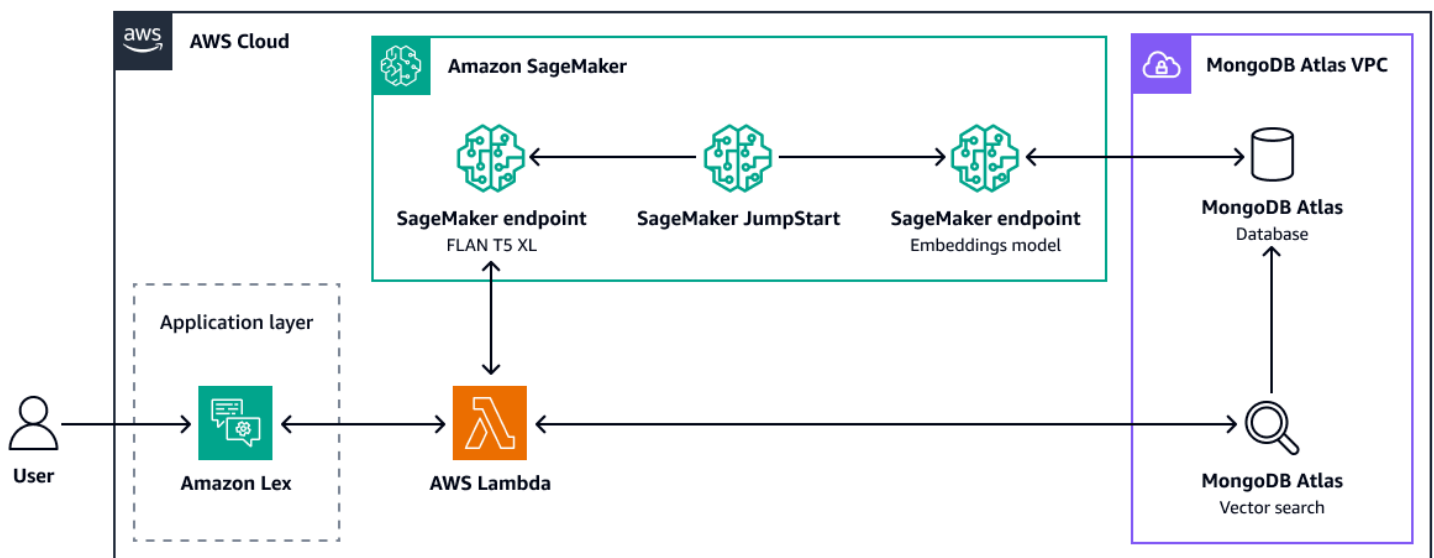 aws
AWS Cloud
Amazon SageMaker
MongoDB Atlas VPC
SageMaker endpoint
FLAN T5 XL
SageMaker JumpStart
SageMaker endpoint
Embeddings model
MongoDB Atlas
Database
Application layer
User
Amazon Lex
AWS Lambda
MongoDB Atlas
Vector search